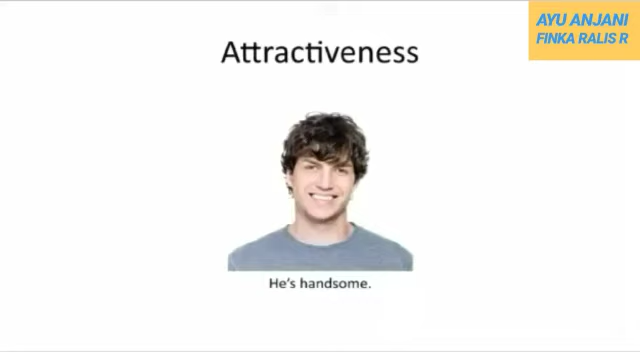 AYU ANJANI
FINKA RALIS R
Attractiveness
He's handsome.